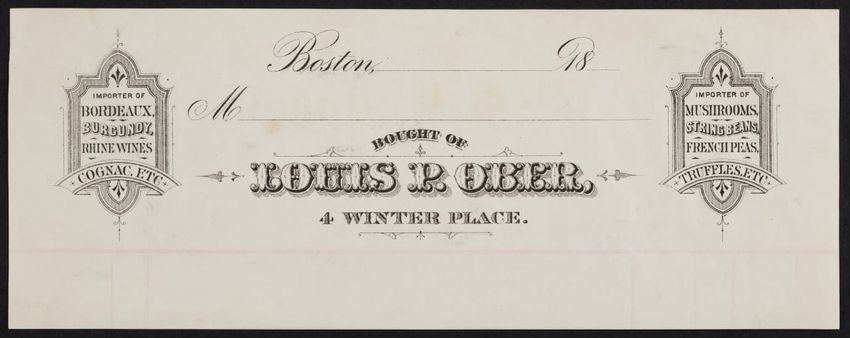 Boston, 18
M
IMPORTER OF
BORDEAUX,
BURGUNDY,
RHINE WINES
COGNAC, ETC
BOUGHT OF
LOUIS P. OBER,
4 WINTER PLACE.
IMPORTER OF
MUSHROOMS,
STRING BEANS,
FRENCH PEAS,
TRUFFLES, ETC